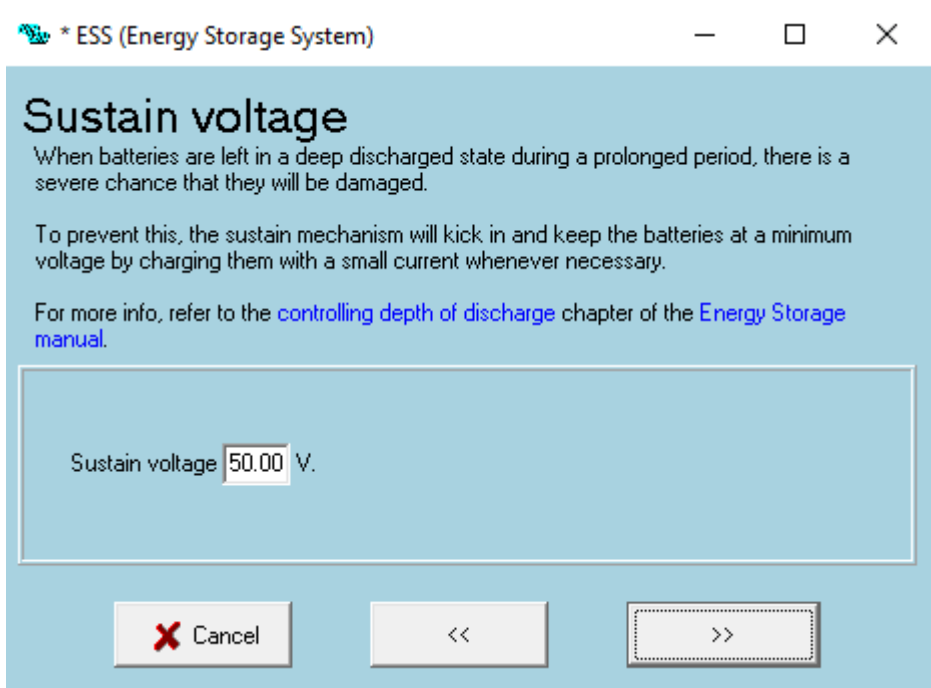 * ESS (Energy Storage System)
Sustain voltage
When batteries are left in a deep discharged state during a prolonged period, there is a
severe chance that they will be damaged.
To prevent this, the sustain mechanism will kick in and keep the batteries at a minimum
voltage by charging them with a small current whenever necessary.
For more info, refer to the controlling depth of discharge chapter of the Energy Storage
manual.
Sustain voltage 50.00 V.
Cancel << >>